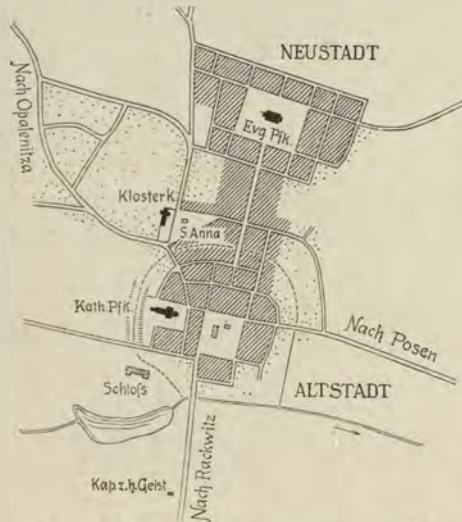 NEUSTADT
Nach Opalenitza
Evg. Pfk.
Klosterk.
S. Anna
Kath. Pfk.
Nach Posen
Schloſs
ALTSTADT
Nach Rackwitz
Kap. z. h. Geist